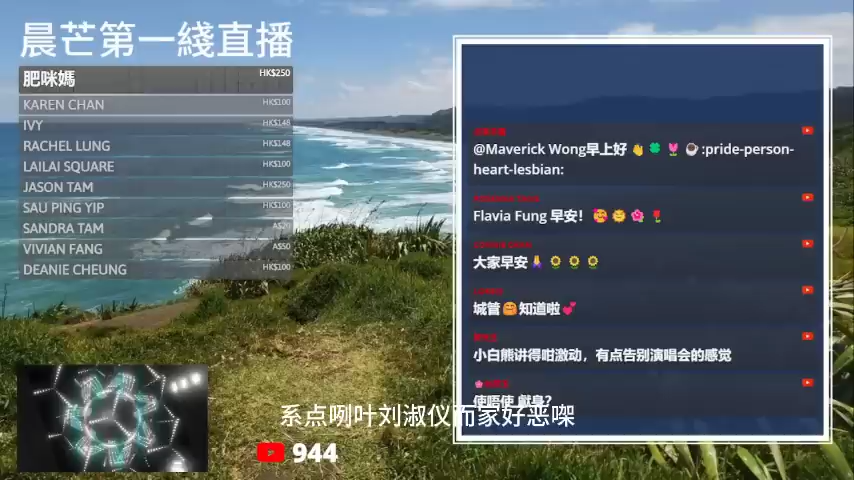 晨芒第一綫直播
肥咪媽 HK$250
KAREN CHAN HK$100
IVY HK$148
RACHEL LUNG HK$148
LAILAI SQUARE HK$100
JASON TAM HK$250
SAU PING YIP HK$100
SANDRA TAM
VIVIAN FANG A$50
DEANIE CHEUNG HK$100
@Maverick Wong早上好 👋 🍀 🌷 ☕ :pride-person-
heart-lesbian:
Flavia Fung 早安! 🥰 🌞 🌺 🌹
大家早安 🧘‍♀️ 🌻 🌻 🌻
城管 🤗 知道啦 💕
小白熊讲得咁激动，有点告别演唱会的感觉
使唔使 獻身?
系点咧叶刘淑仪而家好恶㗎
944